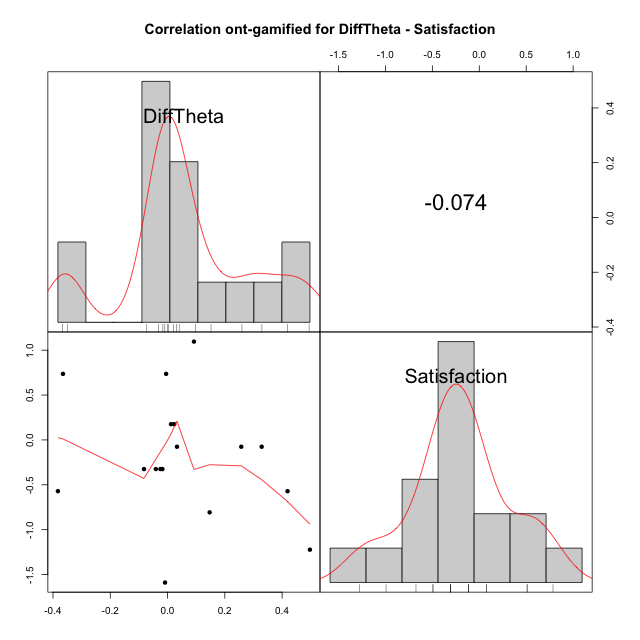 Correlation ont-gamified for DiffTheta - Satisfaction
-1.5 -1.0 -0.5 0.0 0.5 1.0
DiffTheta
-0.074
0.4
0.2
0.0
-0.2
-0.4
1.0
0.5
0.0
-0.5
-1.0
-1.5
Satisfaction
-0.4 -0.2 0.0 0.2 0.4